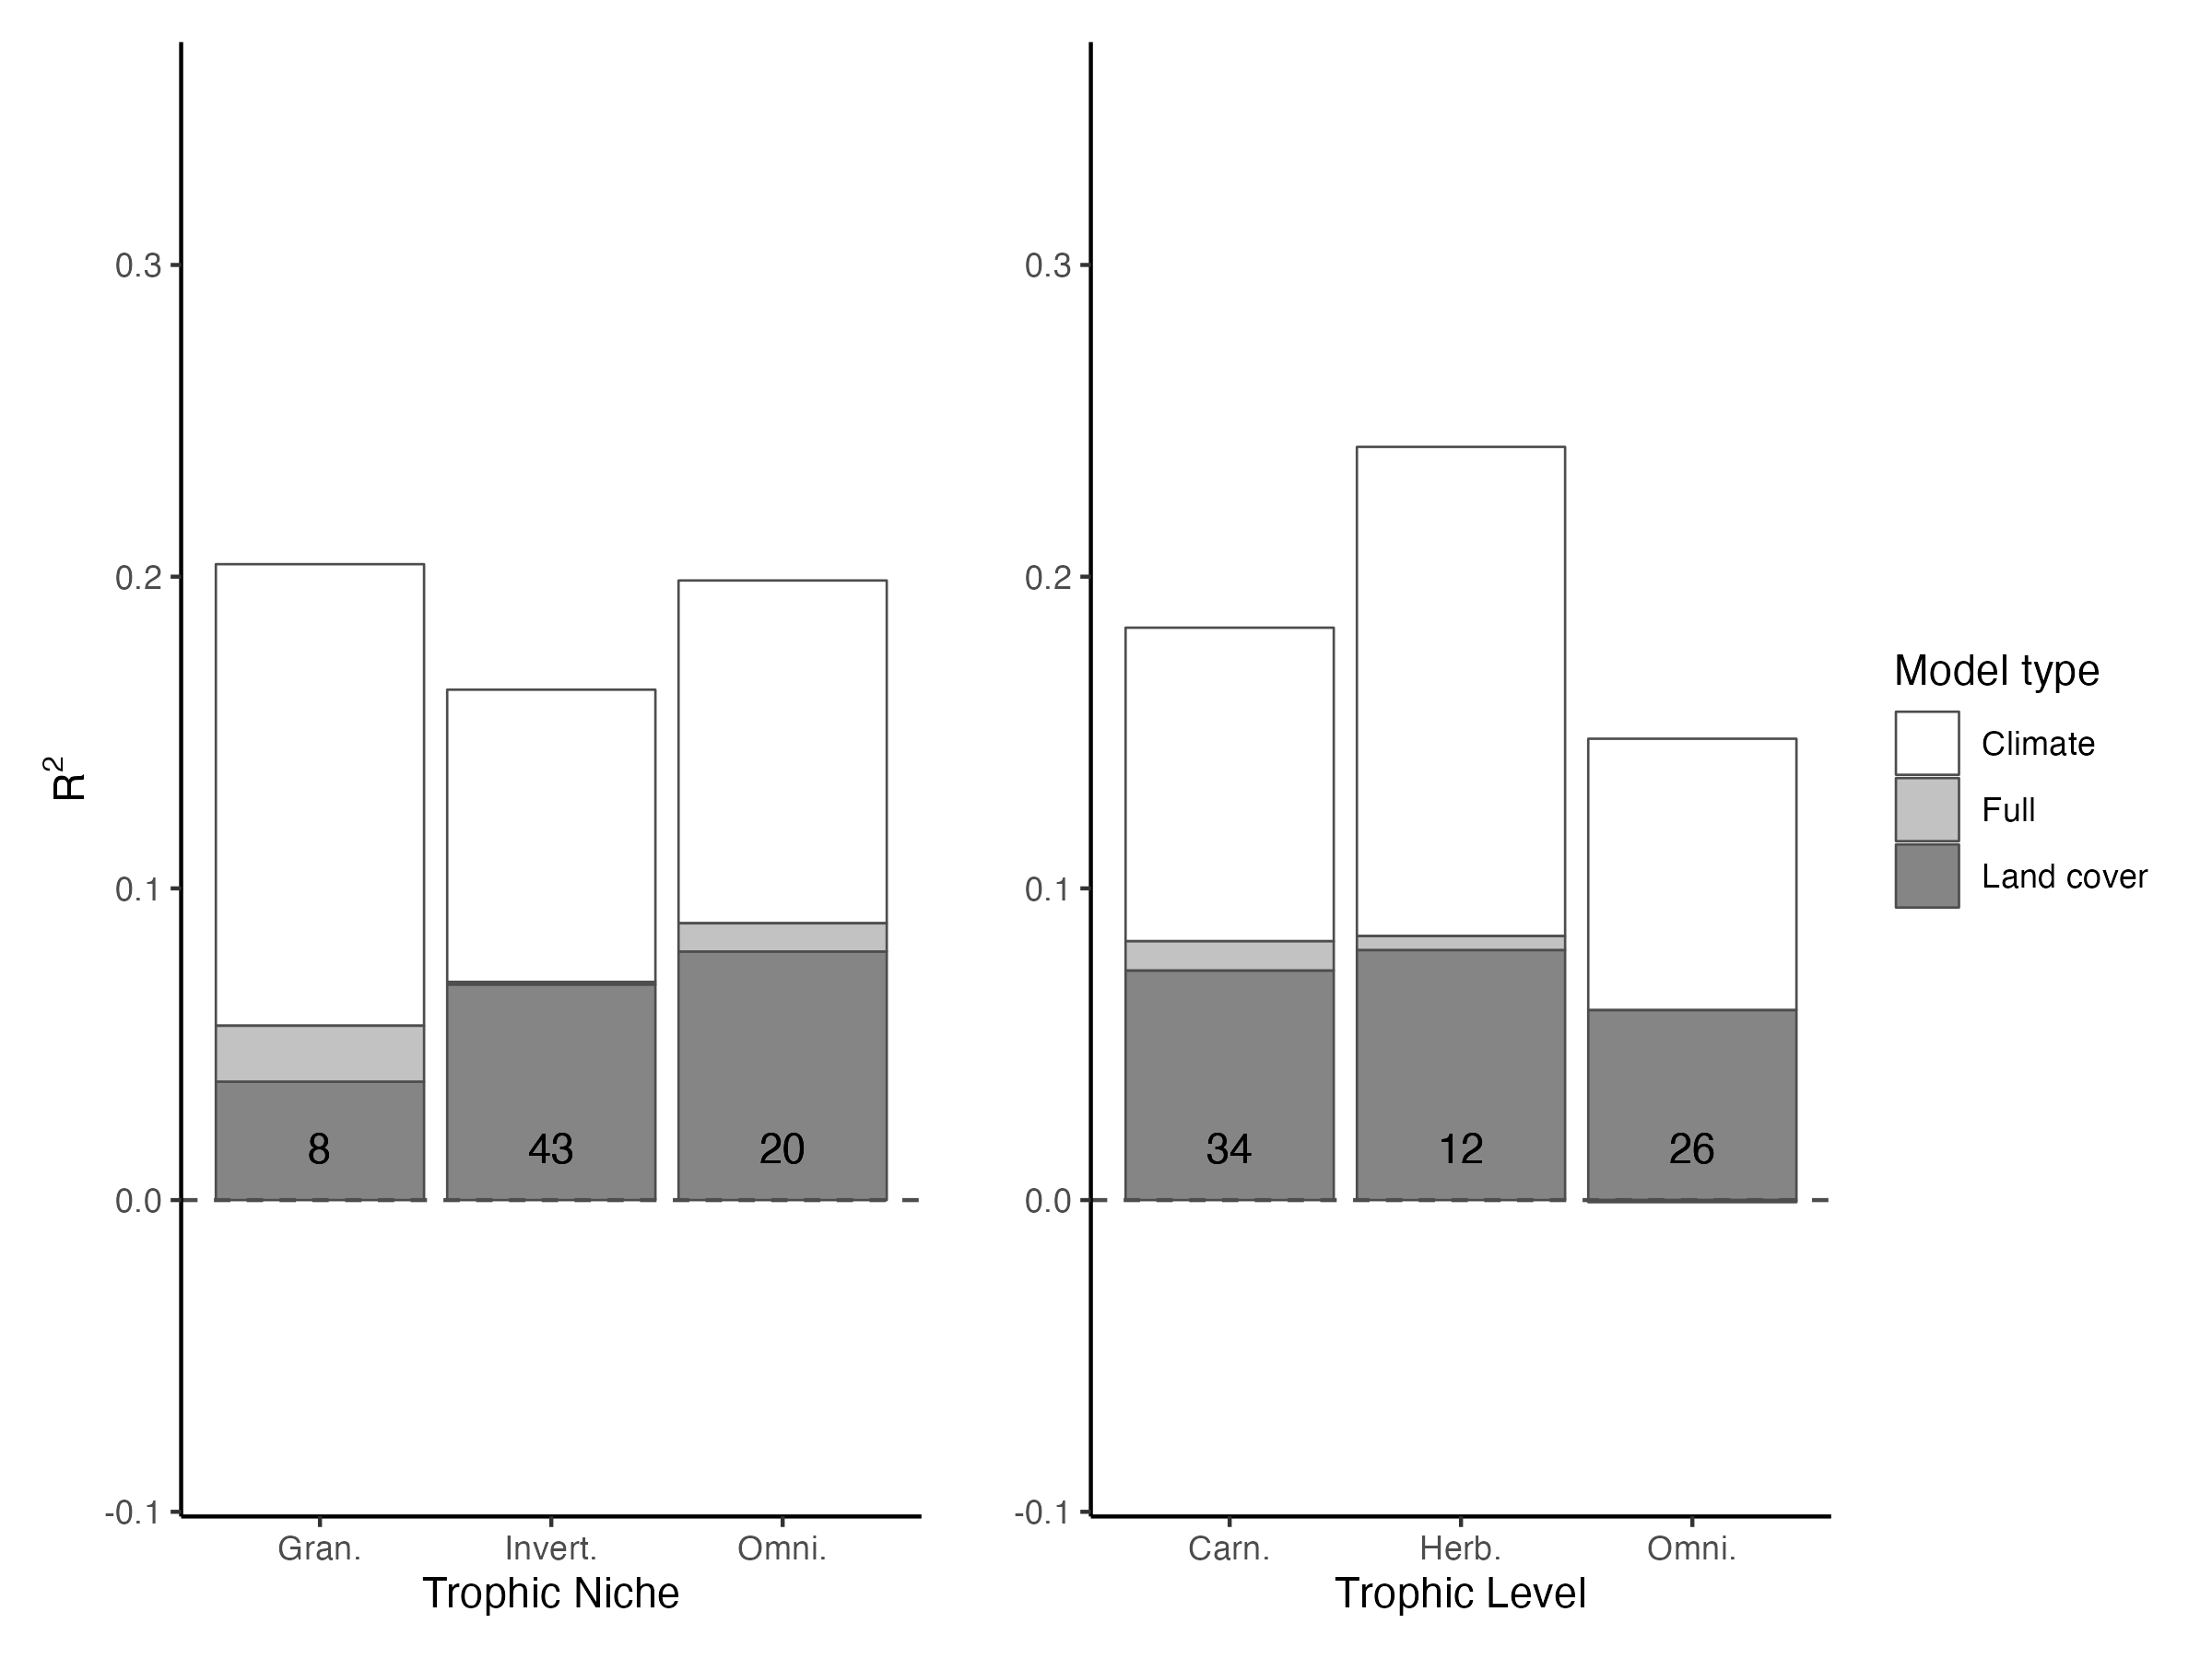 R²
0.3
0.2
0.1
0.0
-0.1
8
43
20
Gran.
Invert.
Omni.
Trophic Niche
0.3
0.2
0.1
0.0
-0.1
34
12
26
Carn.
Herb.
Omni.
Trophic Level
Model type
Climate
Full
Land cover